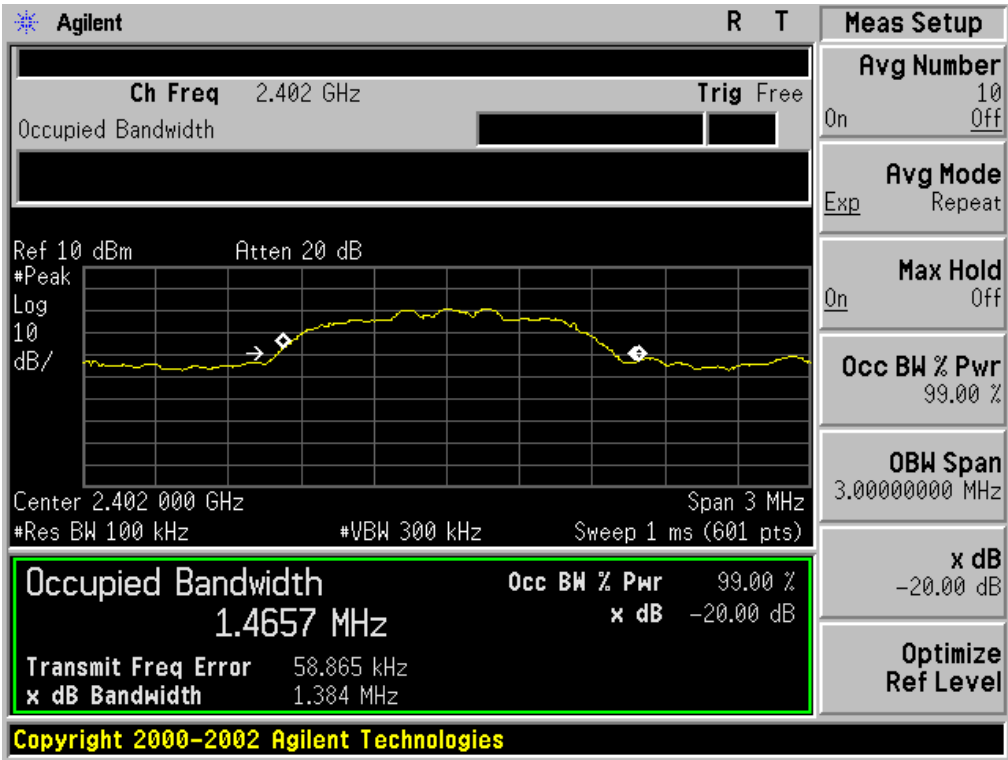 Agilent R T
Ch Freq 2.402 GHz Trig Free
Occupied Bandwidth
Ref 10 dBm Atten 20 dB
#Peak
Log
10
dB/
Center 2.402 000 GHz Span 3 MHz
#Res BW 100 kHz #VBW 300 kHz Sweep 1 ms (601 pts)
Occupied Bandwidth Occ BW % Pwr 99.00 %
1.4657 MHz x dB -20.00 dB
Transmit Freq Error 58.865 kHz
x dB Bandwidth 1.384 MHz
Copyright 2000-2002 Agilent Technologies
Meas Setup
Avg Number
10
On Off
Avg Mode
Exp Repeat
Max Hold
On Off
Occ BW % Pwr
99.00 %
OBW Span
3.00000000 MHz
x dB
-20.00 dB
Optimize
Ref Level